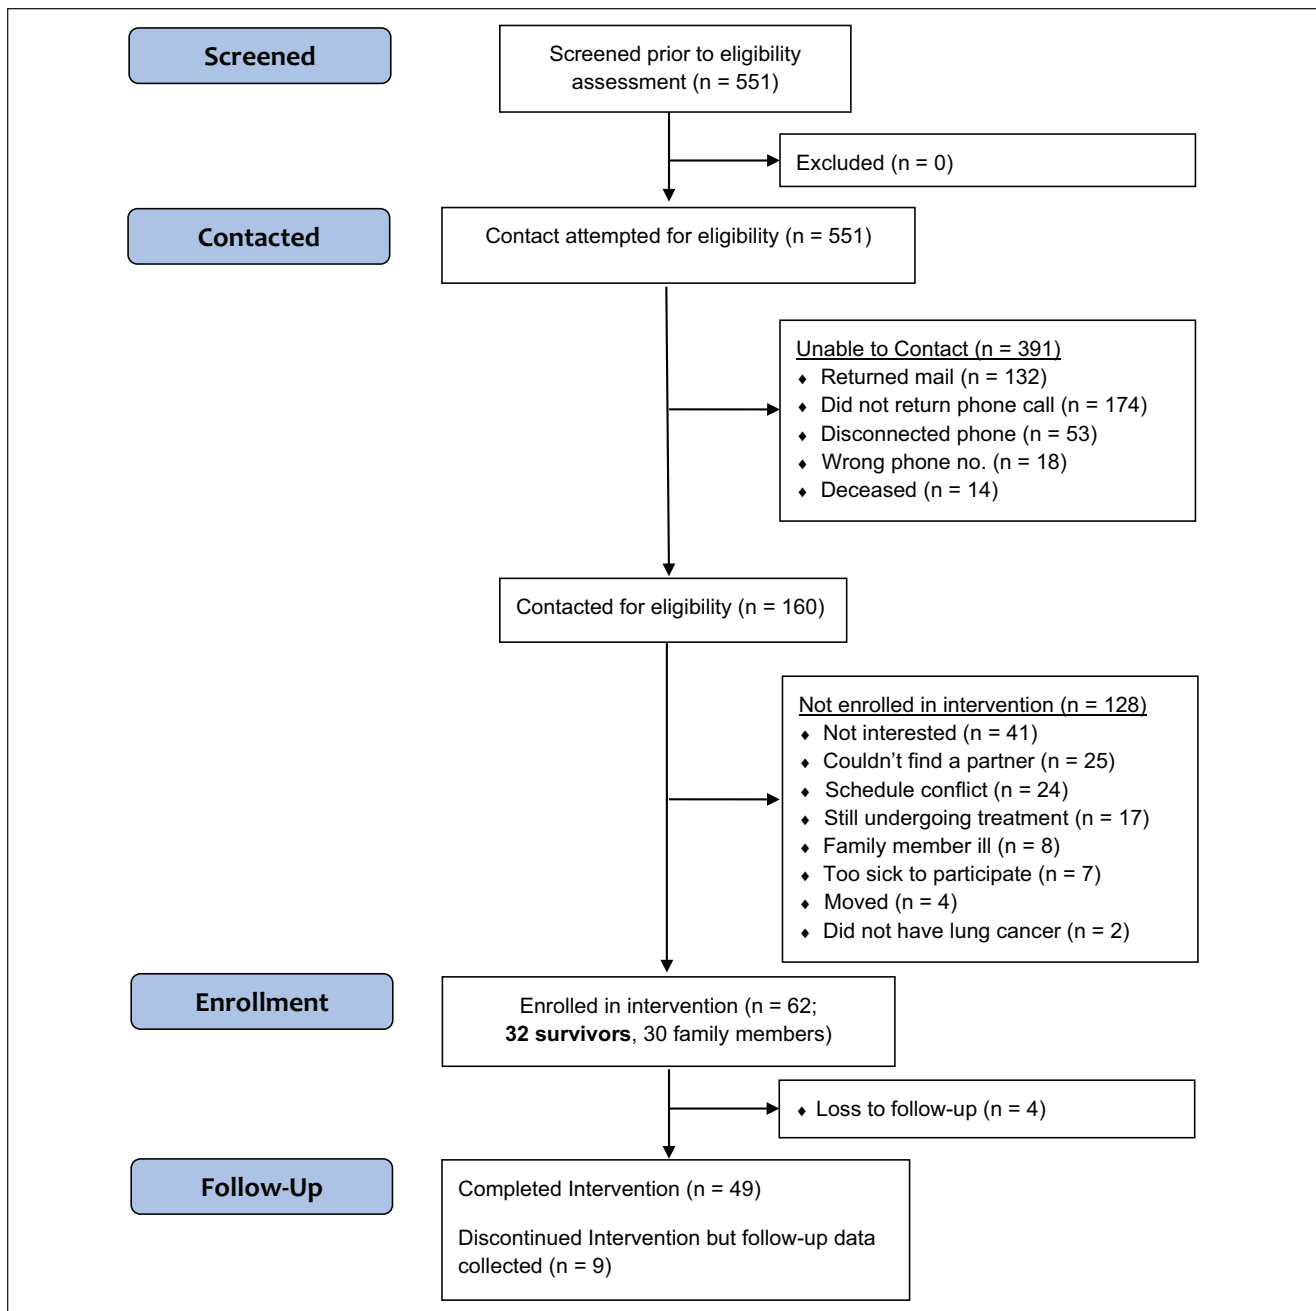 Screened
Screened prior to eligibility
assessment (n = 551)
Excluded (n = 0)
Contacted
Contact attempted for eligibility (n = 551)
Unable to Contact (n = 391)
♦ Returned mail (n = 132)
♦ Did not return phone call (n = 174)
♦ Disconnected phone (n = 53)
♦ Wrong phone no. (n = 18)
♦ Deceased (n = 14)
Contacted for eligibility (n = 160)
Not enrolled in intervention (n = 128)
♦ Not interested (n = 41)
♦ Couldn't find a partner (n = 25)
♦ Schedule conflict (n = 24)
♦ Still undergoing treatment (n = 17)
♦ Family member ill (n = 8)
♦ Too sick to participate (n = 7)
♦ Moved (n = 4)
♦ Did not have lung cancer (n = 2)
Enrollment
Enrolled in intervention (n = 62;
32 survivors, 30 family members)
♦ Loss to follow-up (n = 4)
Follow-Up
Completed Intervention (n = 49)
Discontinued Intervention but follow-up data
collected (n = 9)